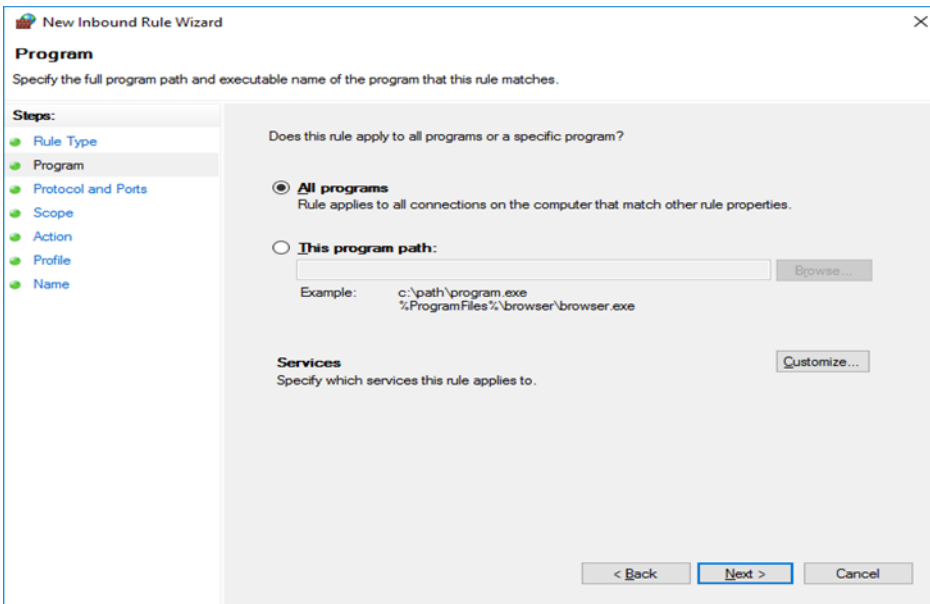 New Inbound Rule Wizard
Program
Specify the full program path and executable name of the program that this rule matches.
Steps:
Rule Type
Program
Protocol and Ports
Scope
Action
Profile
Name
Does this rule apply to all programs or a specific program?
All programs
Rule applies to all connections on the computer that match other rule properties.
This program path:
Browse...
Example: c:\path\program.exe
%ProgramFiles%\browser\browser.exe
Services
Customize...
Specify which services this rule applies to.
< Back Next > Cancel